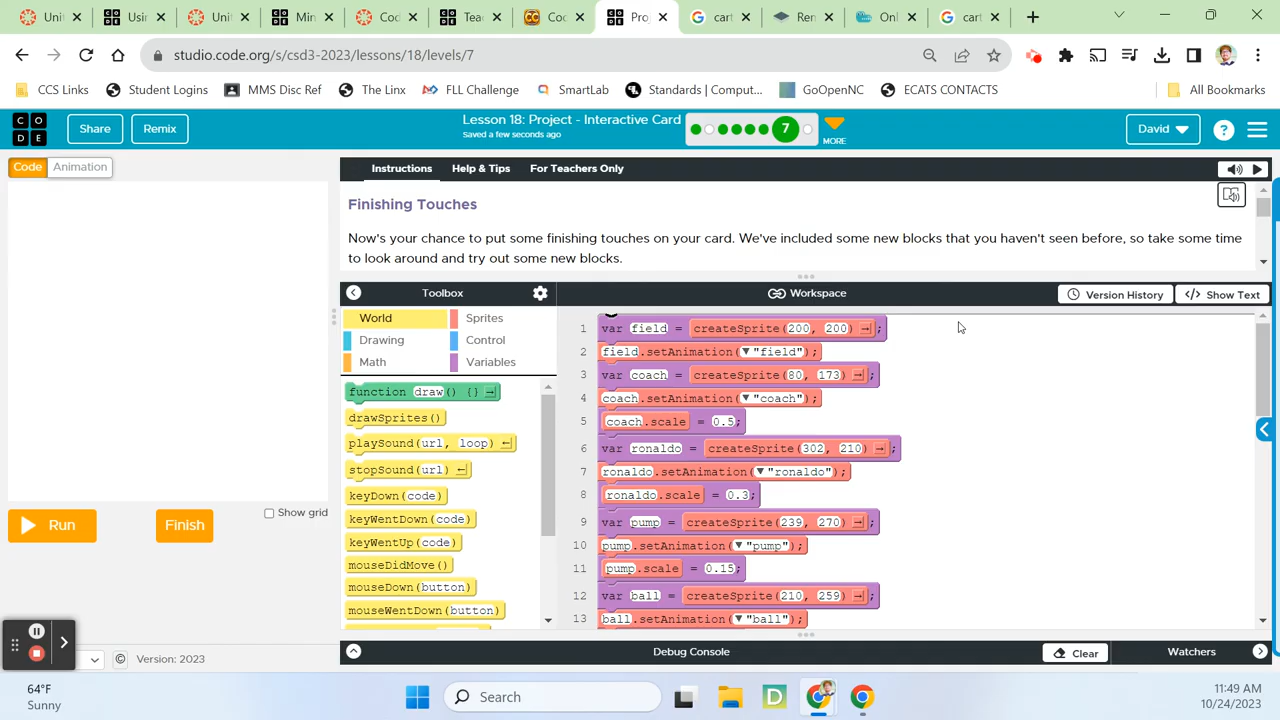 Uni
Usin
Unit
Min
Co
Tea
Co
Pro
cart
Ren
Onl
cart
studio.code.org/s/csd3-2023/lessons/18/levels/7
CCS Links
Student Logins
MMS Disc Ref
The Linx
FLL Challenge
SmartLab
Standards | Comput...
GoOpenNC
ECATS CONTACTS
All Bookmarks
CODE
Share
Remix
Lesson 18: Project - Interactive Card
Saved a few seconds ago
7
MORE
David
?
Code
Animation
Instructions
Help & Tips
For Teachers Only
Finishing Touches
Now's your chance to put some finishing touches on your card. We've included some new blocks that you haven't seen before, so take some time
to look around and try out some new blocks.
Toolbox
Workspace
Version History
Show Text
World
Sprites
Drawing
Control
Math
Variables
function draw() {}
drawSprites()
playSound(url, loop)
stopSound(url)
keyDown(code)
keyWentDown(code)
keyWentUp(code)
mouseDidMove()
mouseDown(button)
mouseWentDown(button)
1 var field = createSprite(200, 200);
2 field.setAnimation("field");
3 var coach = createSprite(80, 173);
4 coach.setAnimation("coach");
5 coach.scale = 0.5;
6 var ronaldo = createSprite(302, 210);
7 ronaldo.setAnimation("ronaldo");
8 ronaldo.scale = 0.3;
9 var pump = createSprite(239, 270);
10 pump.setAnimation("pump");
11 pump.scale = 0.15;
12 var ball = createSprite(210, 259);
13 ball.setAnimation("ball");
Run
Finish
Show grid
Version: 2023
Debug Console
Clear
Watchers
64°F
Sunny
Search
11:49 AM
10/24/2023